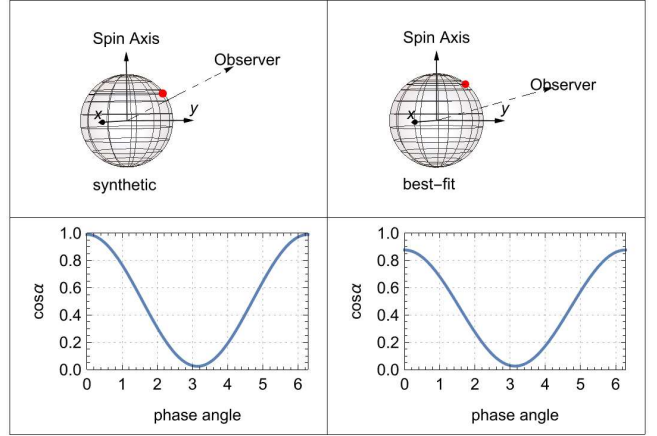 Spin Axis
Observer
x
y
synthetic
Spin Axis
Observer
x
y
best-fit
1.0
0.8
0.6
0.4
0.2
0.0
cosα
0 1 2 3 4 5 6
phase angle
1.0
0.8
0.6
0.4
0.2
0.0
cosα
0 1 2 3 4 5 6
phase angle